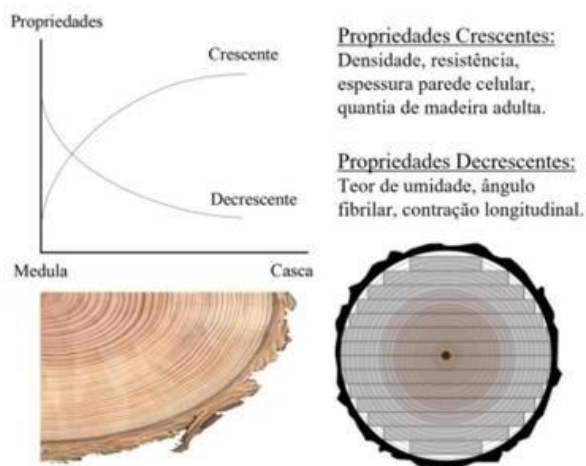 Propriedades
Crescente
Decrescente
Medula
Casca
Propriedades Crescentes:
Densidade, resistência,
espessura parede celular,
quantia de madeira adulta.
Propriedades Decrescentes:
Teor de umidade, ângulo
fibrilar, contração longitudinal.